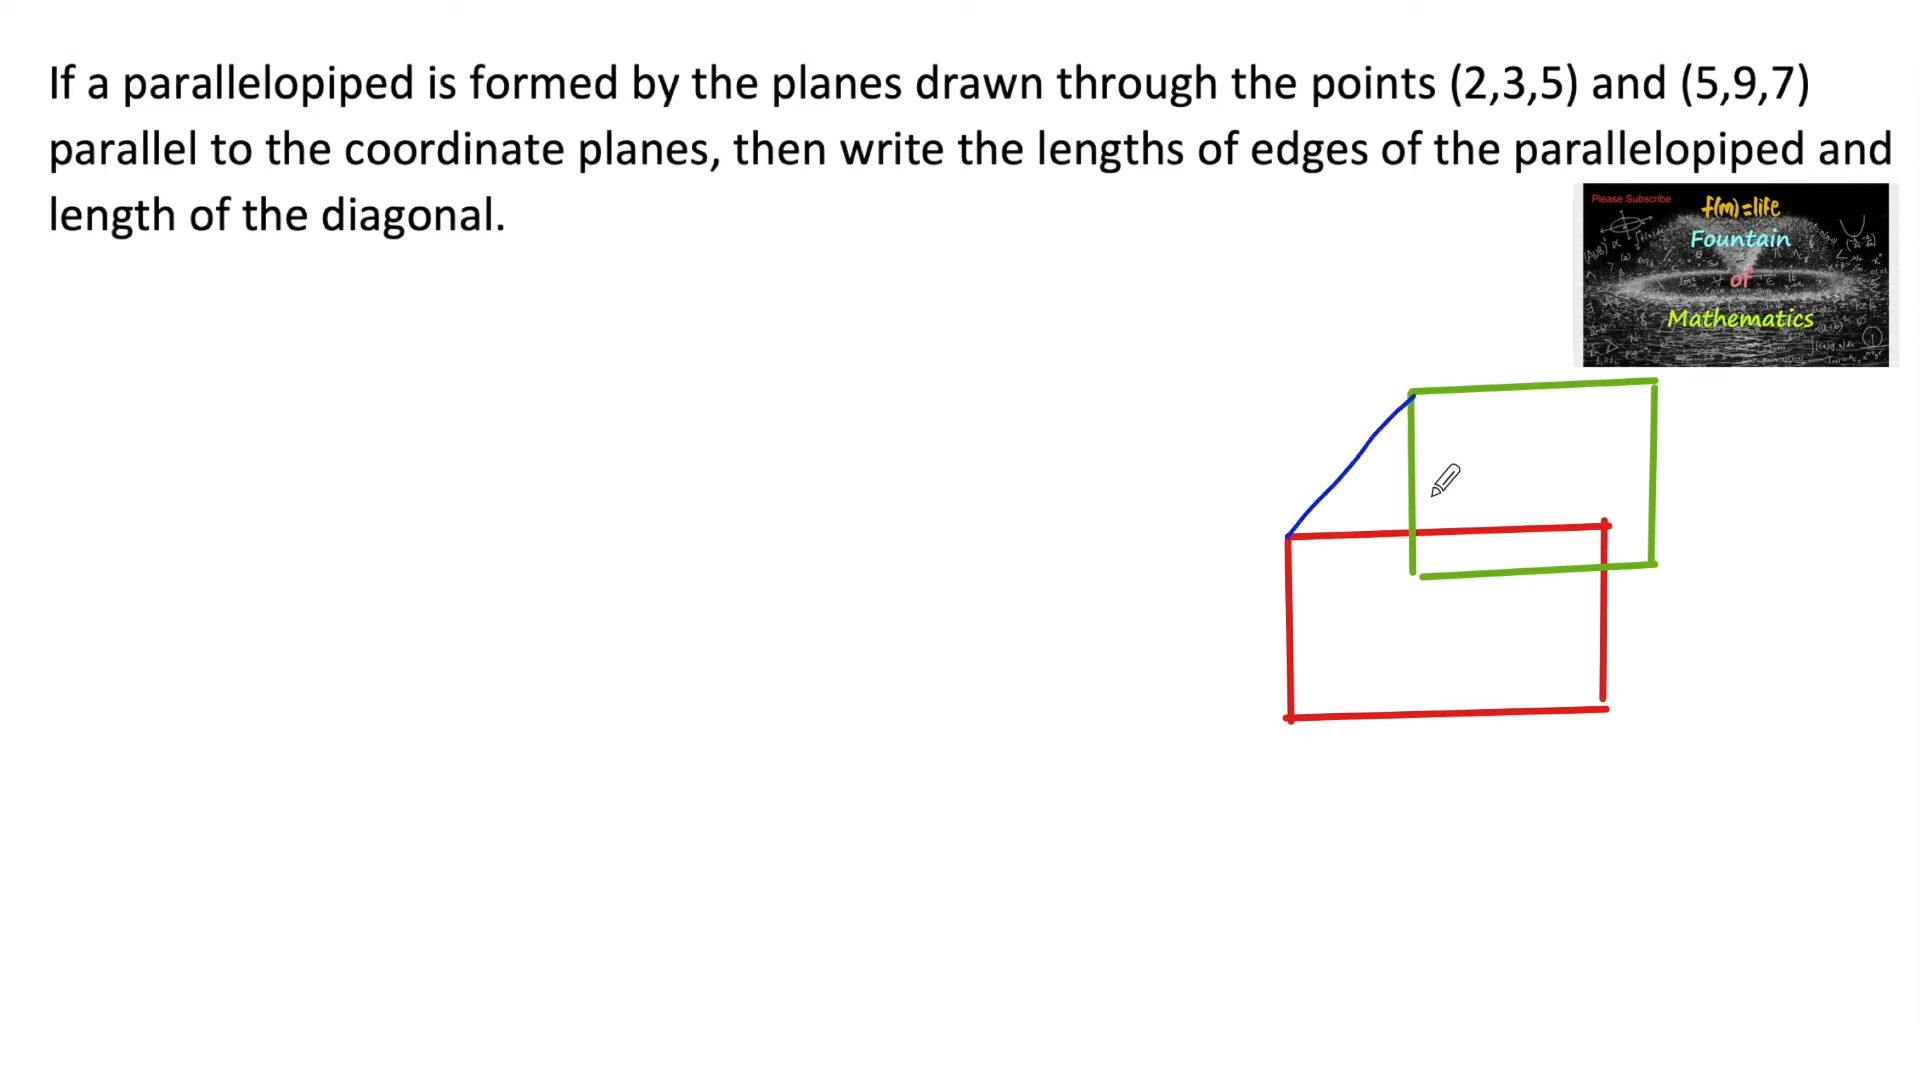 If a parallelopiped is formed by the planes drawn through the points (2,3,5) and (5,9,7)
parallel to the coordinate planes, then write the lengths of edges of the parallelopiped and
length of the diagonal.
Please Subscribe
f(m)=life
Fountain
of
Mathematics